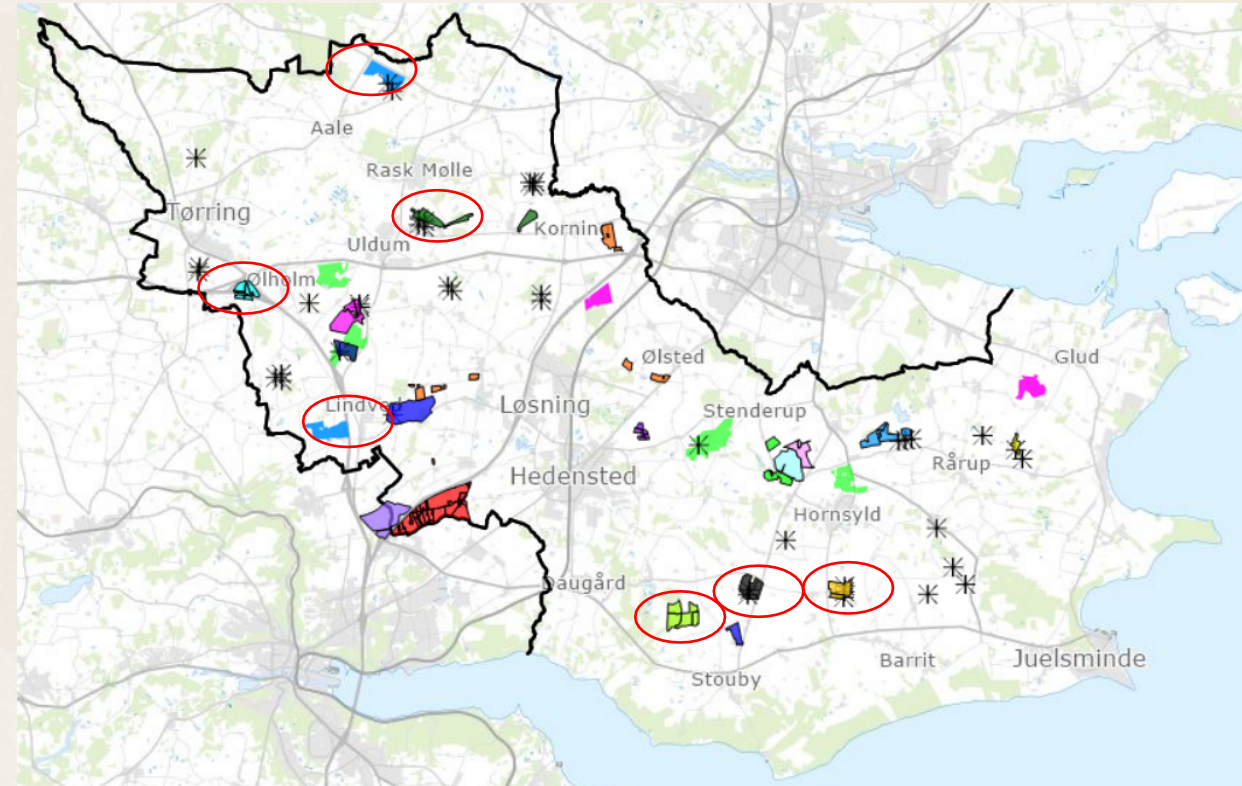 Aale
Rask Mølle
Tørring
Uldum
Korning
Ølholm
Ølsted
Glud
Lindved
Løsning
Stenderup
Hedensted
Rårup
Hornsyld
Daugård
Stouby
Barrit
Juelsminde